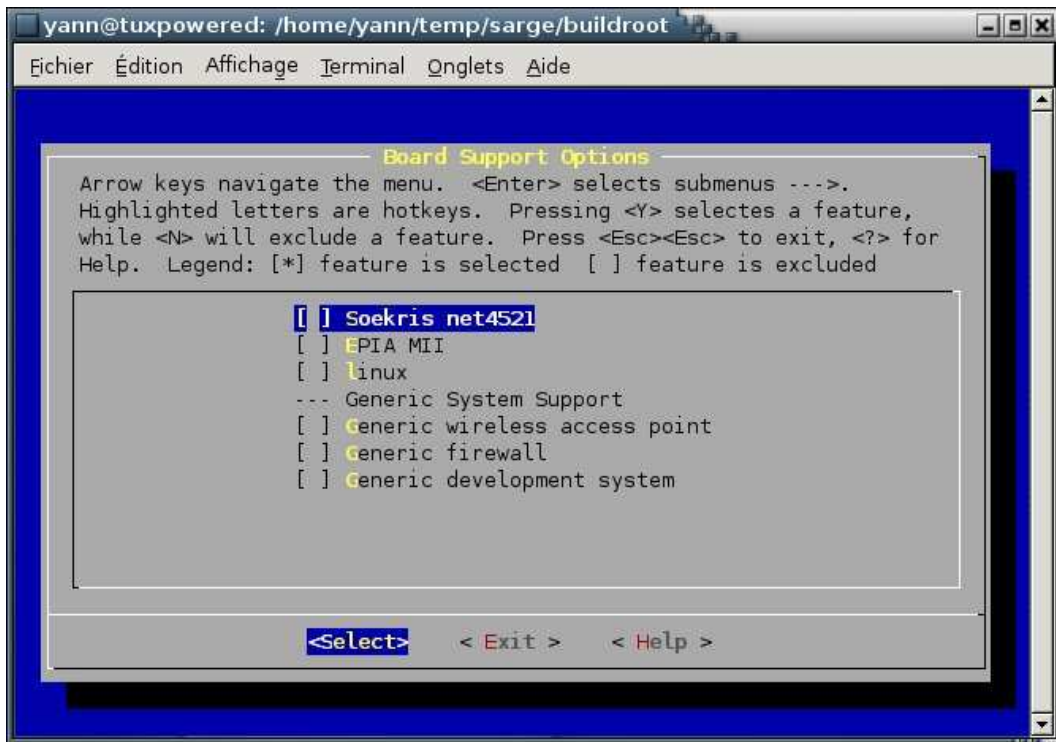 yann@tuxpowered: /home/yann/temp/sarge/buildroot
Fichier Édition Affichage Terminal Onglets Aide
Board Support Options
Arrow keys navigate the menu. <Enter> selects submenus --->.
Highlighted letters are hotkeys. Pressing <Y> selectes a feature,
while <N> will exclude a feature. Press <Esc><Esc> to exit, <?> for
Help. Legend: [*] feature is selected [ ] feature is excluded
[ ] Soekris net4521
[ ] EPIA MII
[ ] linux
--- Generic System Support
[ ] Generic wireless access point
[ ] Generic firewall
[ ] Generic development system
<Select> < Exit > < Help >